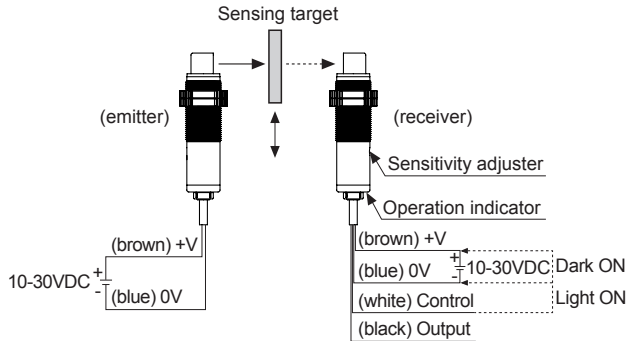 Sensing target
(emitter)
(receiver)
Sensitivity adjuster
Operation indicator
(brown) +V
10-30VDC
+
-
(blue) 0V
(brown) +V
(blue) 0V
+
-
10-30VDC
Dark ON
(white) Control
Light ON
(black) Output